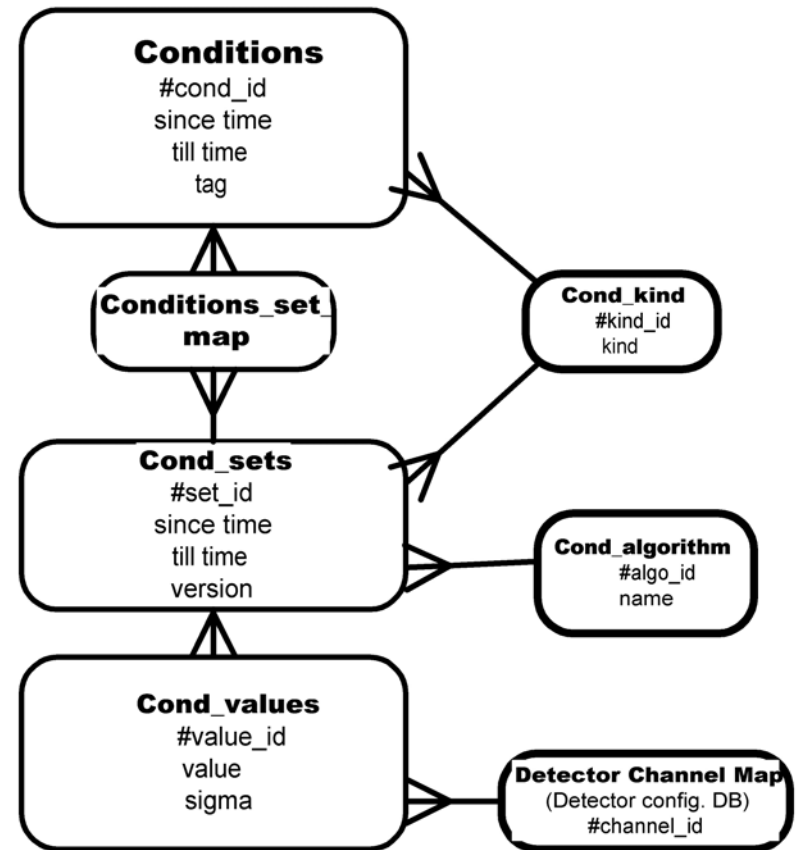 Conditions
#cond_id
since time
till time
tag
Conditions_set_
map
Cond_kind
#kind_id
kind
Cond_sets
#set_id
since time
till time
version
Cond_algorithm
#algo_id
name
Cond_values
#value_id
value
sigma
Detector Channel Map
(Detector config. DB)
#channel_id